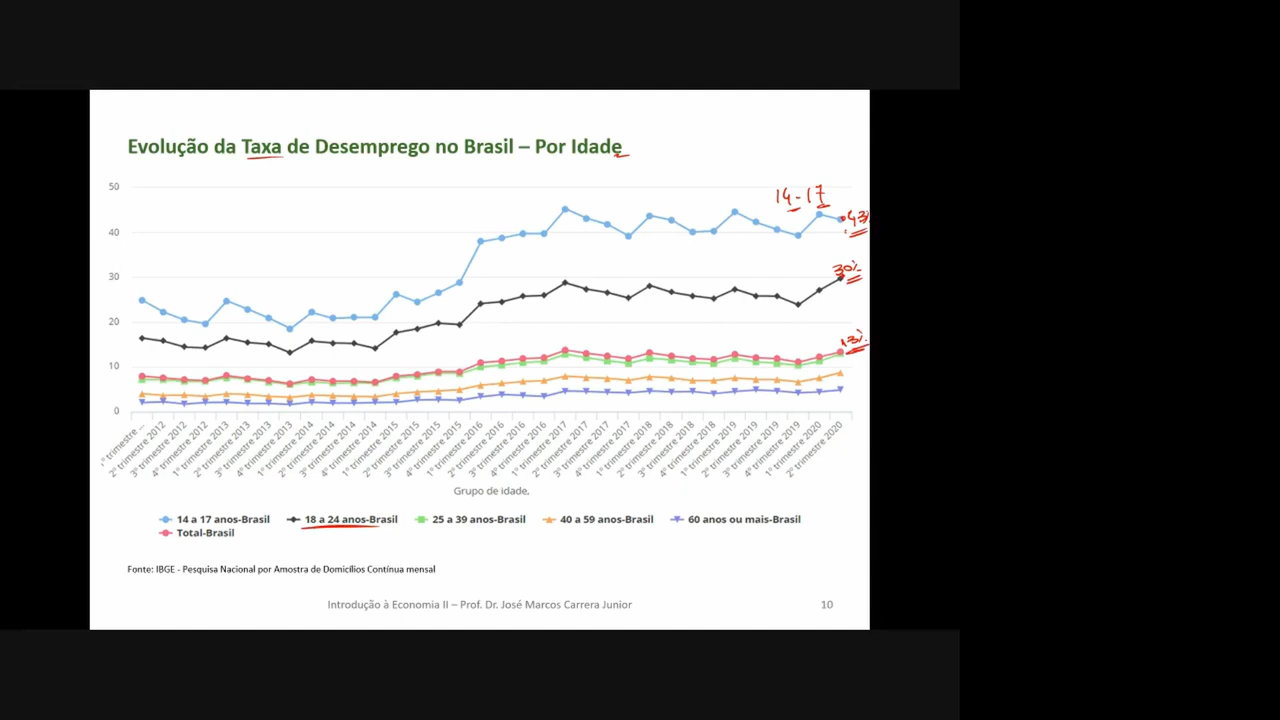 Evolução da Taxa de Desemprego no Brasil – Por Idade
50
14-17
43%
40
30%
30
20
13%
10
0
1º trimestre ...
2º trimestre 2012
3º trimestre 2012
4º trimestre 2012
1º trimestre 2013
2º trimestre 2013
3º trimestre 2013
4º trimestre 2013
1º trimestre 2014
2º trimestre 2014
3º trimestre 2014
4º trimestre 2014
1º trimestre 2015
2º trimestre 2015
3º trimestre 2015
4º trimestre 2015
1º trimestre 2016
2º trimestre 2016
3º trimestre 2016
4º trimestre 2016
1º trimestre 2017
2º trimestre 2017
3º trimestre 2017
4º trimestre 2017
1º trimestre 2018
2º trimestre 2018
3º trimestre 2018
4º trimestre 2018
1º trimestre 2019
2º trimestre 2019
3º trimestre 2019
4º trimestre 2019
1º trimestre 2020
2º trimestre 2020
Grupo de idade,
14 a 17 anos-Brasil 18 a 24 anos-Brasil 25 a 39 anos-Brasil 40 a 59 anos-Brasil 60 anos ou mais-Brasil
Total-Brasil
Fonte: IBGE - Pesquisa Nacional por Amostra de Domicílios Contínua mensal
Introdução à Economia II – Prof. Dr. José Marcos Carrera Junior 10